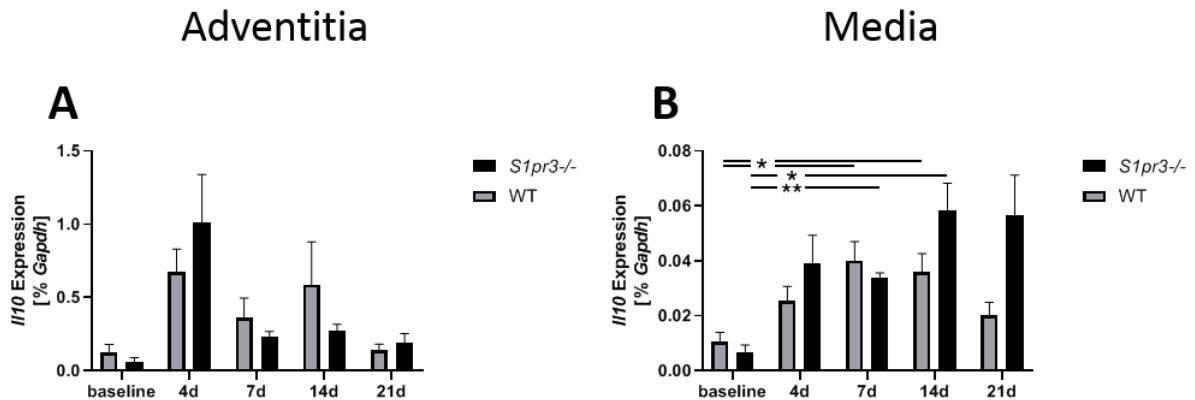 Adventitia
Media
A
Il10 Expression
[% Gapdh]
1.5
1.0
0.5
0.0
baseline 4d 7d 14d 21d
S1pr3-/-
WT
B
Il10 Expression
[% Gapdh]
0.08
0.06
0.04
0.02
0.00
*
*
**
baseline 4d 7d 14d 21d
S1pr3-/-
WT